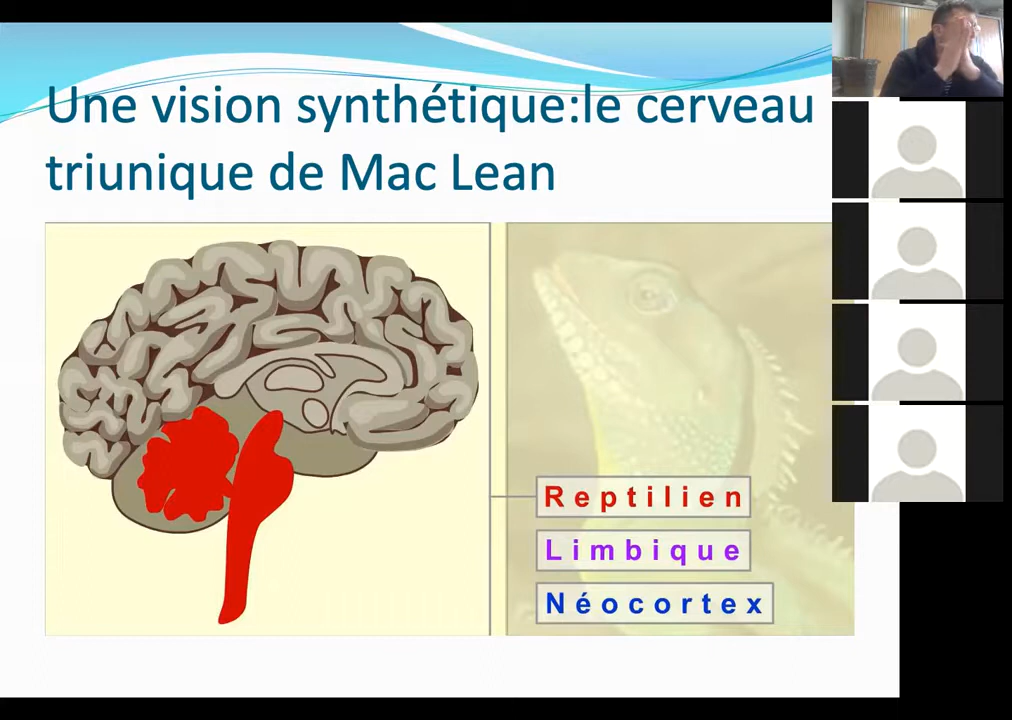 Une vision synthétique:le cerveau
triunique de Mac Lean
Reptilien
Limbique
Néocortex